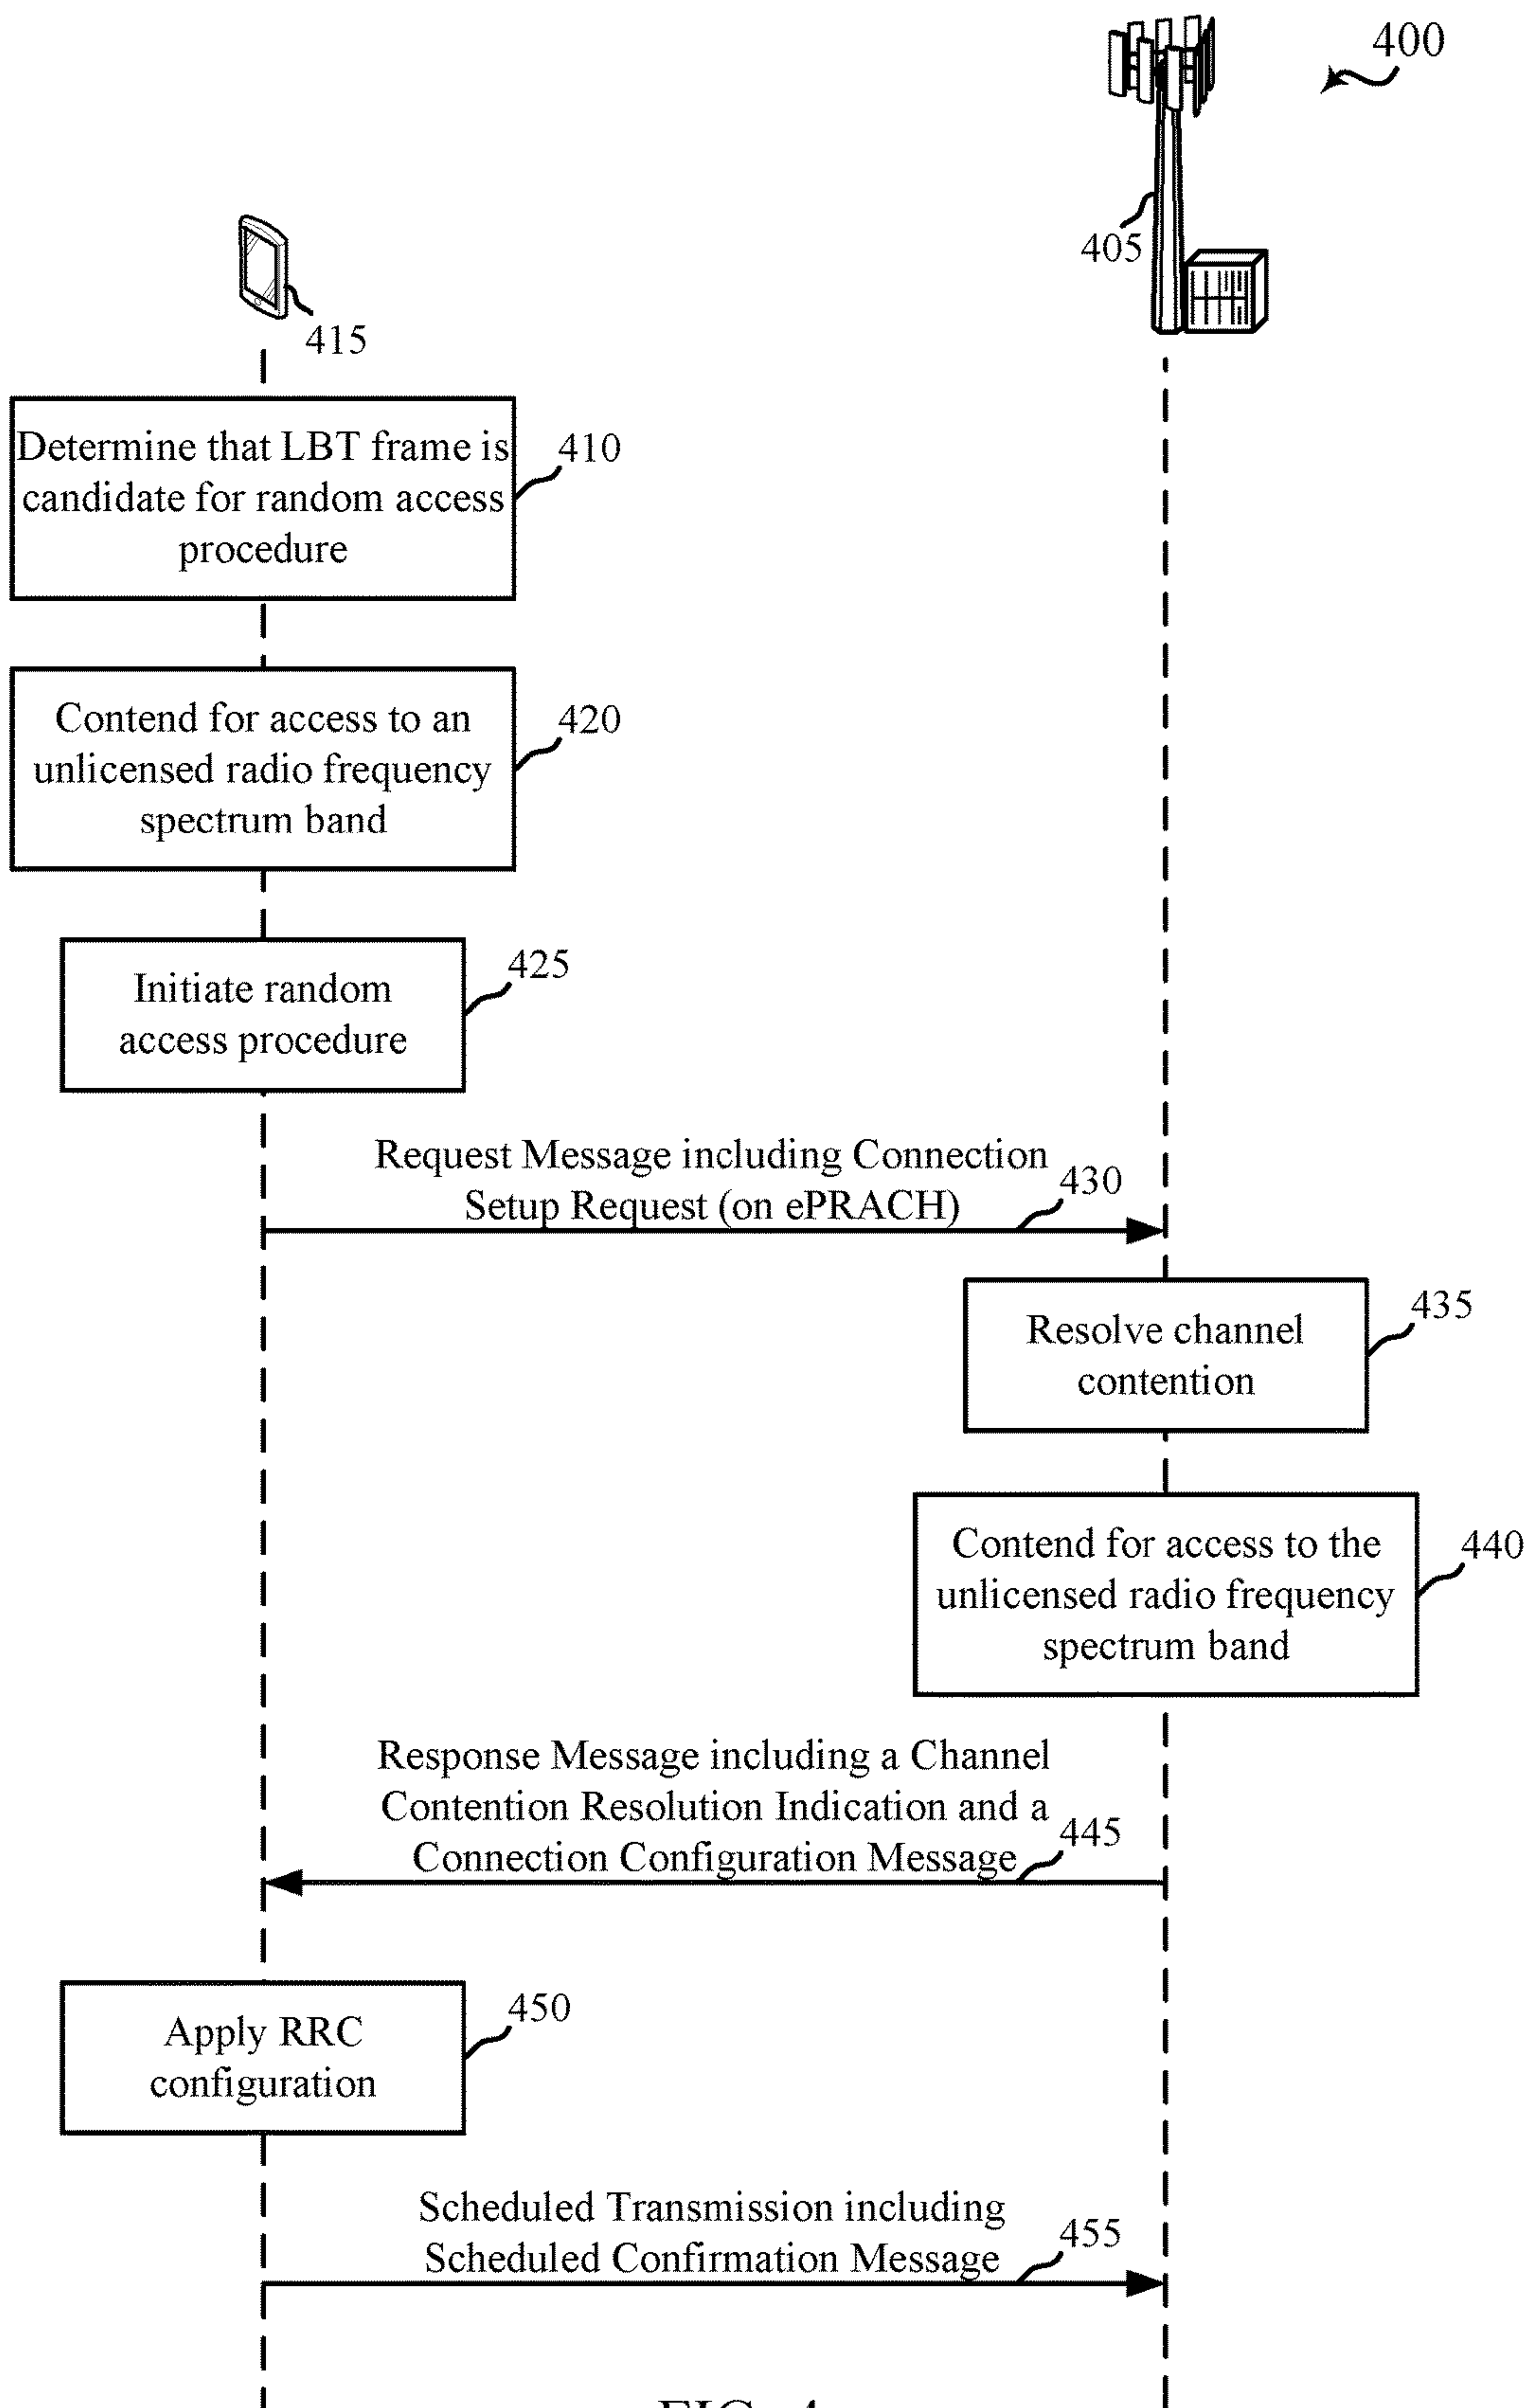 400
405
415
Determine that LBT frame is
candidate for random access
procedure
410
Contend for access to an
unlicensed radio frequency
spectrum band
420
Initiate random
access procedure
425
Request Message including Connection
Setup Request (on ePRACH)
430
Resolve channel
contention
435
Contend for access to the
unlicensed radio frequency
spectrum band
440
Response Message including a Channel
Contention Resolution Indication and a
Connection Configuration Message
445
Apply RRC
configuration
450
Scheduled Transmission including
Scheduled Confirmation Message
455
FIG. 4